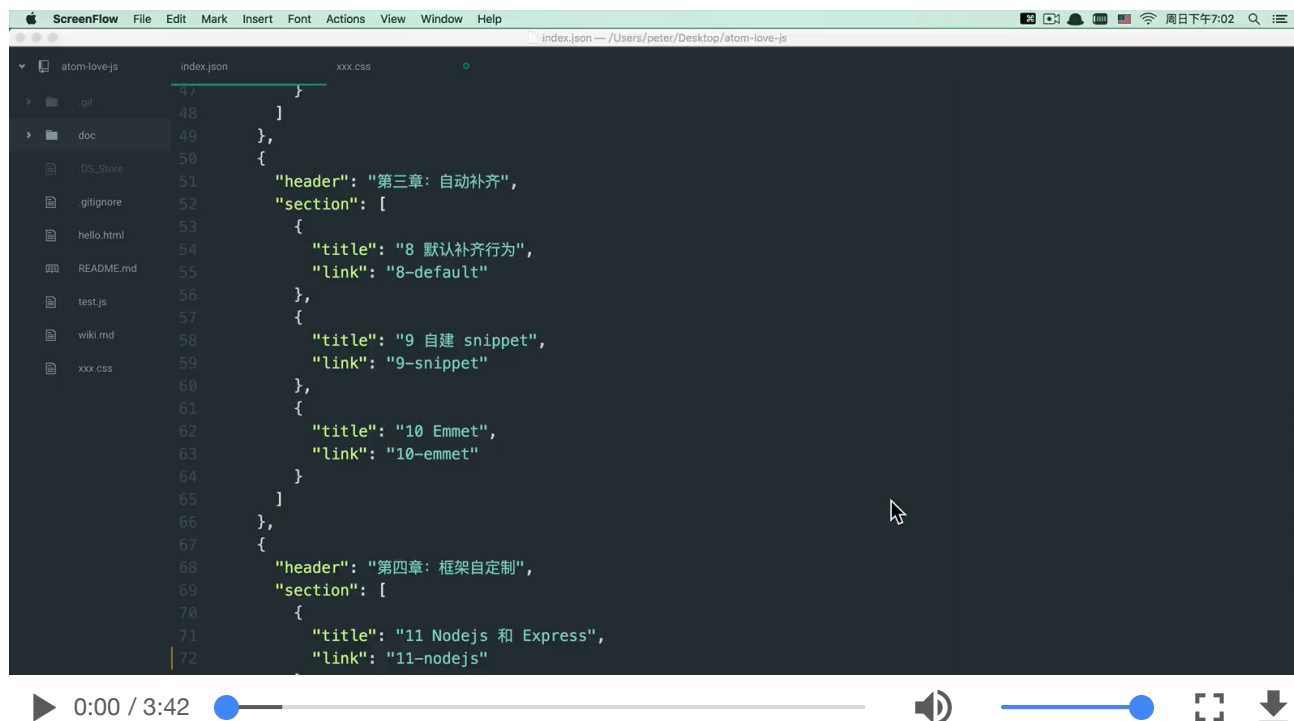 ScreenFlow File Edit Mark Insert Font Actions View Window Help 周日下午7:02
index.json — /Users/peter/Desktop/atom-love-js
atom-love-js
index.json xxx.css
.git
doc
.DS_Store
.gitignore
hello.html
README.md
test.js
wiki.md
xxx.css
47 }
48 ]
49 },
50 {
51 "header": "第三章：自动补齐",
52 "section": [
53 {
54 "title": "8 默认补齐行为",
55 "link": "8-default"
56 },
57 {
58 "title": "9 自建 snippet",
59 "link": "9-snippet"
60 },
61 {
62 "title": "10 Emmet",
63 "link": "10-emmet"
64 }
65 ]
66 },
67 {
68 "header": "第四章：框架自定制",
69 "section": [
70 {
71 "title": "11 Nodejs 和 Express",
72 "link": "11-nodejs"
0:00 / 3:42